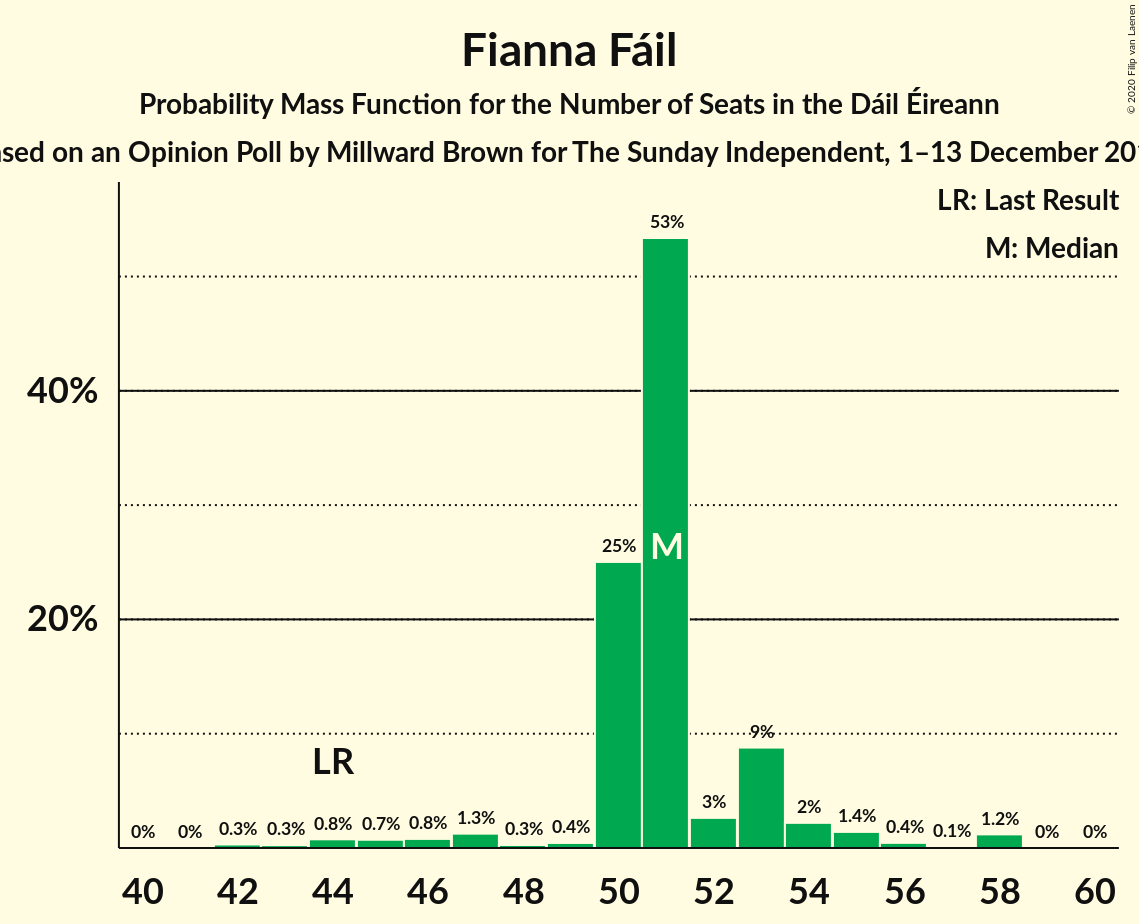 Fianna Fáil
Probability Mass Function for the Number of Seats in the Dáil Éireann
on an Opinion Poll by Millward Brown for The Sunday Independent, 1–13 December
© 2020 Filip van Laenen
LR: Last Result
M: Median
53%
40%
25%
M
20%
9%
LR
0%
0%
0.3%
0.3%
0.8%
0.7%
0.8%
1.3%
0.3%
0.4%
3%
2%
1.4%
0.4%
0.1%
1.2%
0%
0%
40 42 44 46 48 50 52 54 56 58 60